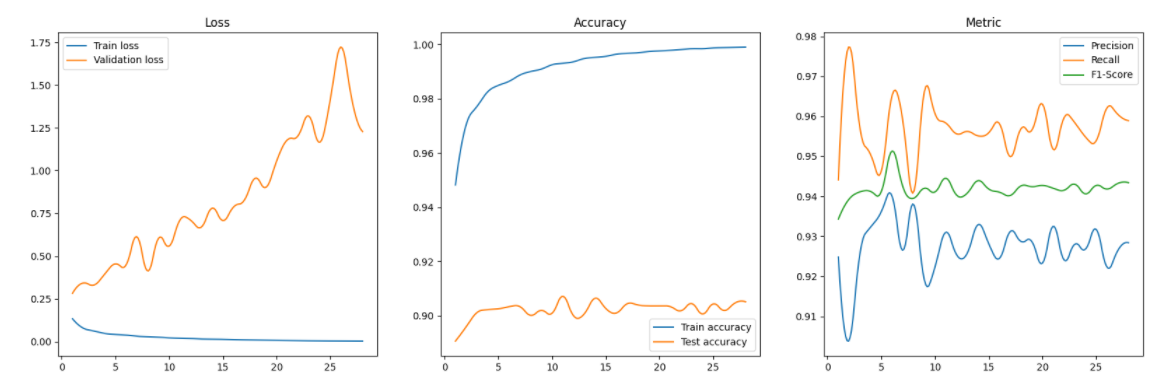 Loss
Train loss
Validation loss
1.75
1.50
1.25
1.00
0.75
0.50
0.25
0.00
0 5 10 15 20 25
Accuracy
1.00
0.98
0.96
0.94
0.92
0.90
Train accuracy
Test accuracy
0 5 10 15 20 25
Metric
Precision
Recall
F1-Score
0.98
0.97
0.96
0.95
0.94
0.93
0.92
0.91
0 5 10 15 20 25